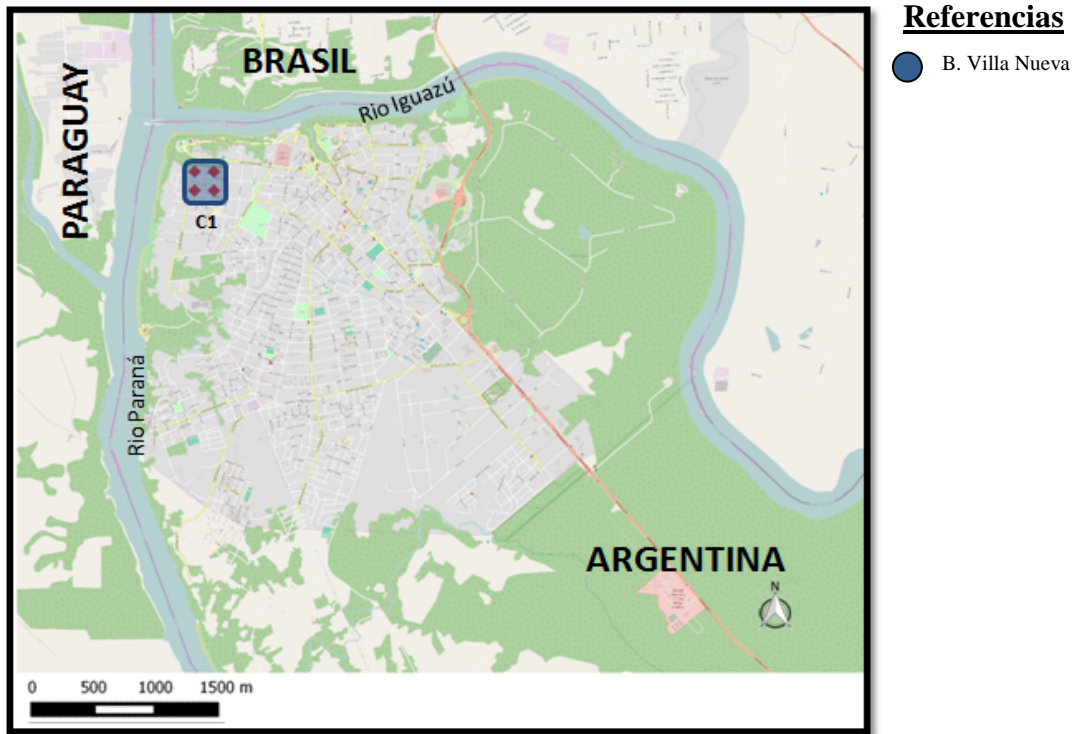 Referencias
B. Villa Nueva
BRASIL
PARAGUAY
Rio Iguazú
C1
Rio Paraná
ARGENTINA
N
0 500 1000 1500 m